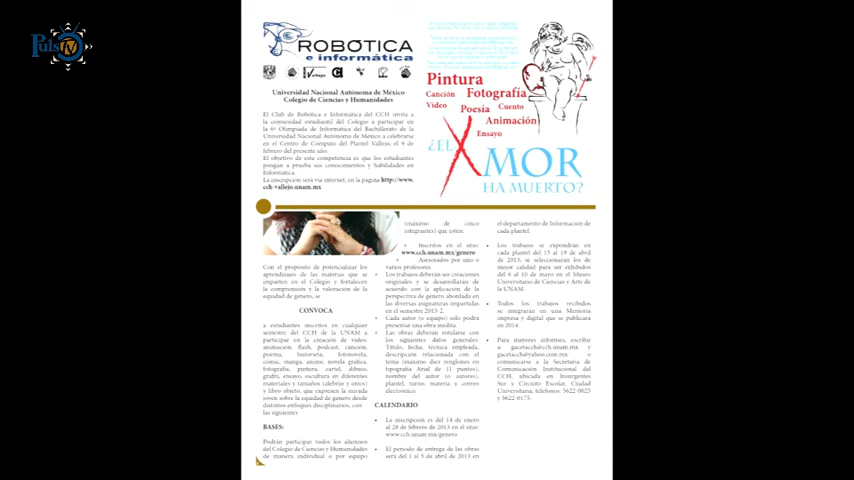 Pulso
TV
ROBÓTICA
e informática
Universidad Nacional Autónoma de México
Colegio de Ciencias y Humanidades
El Club de Robótica e Informática del CCH invita a
la comunidad estudiantil del Colegio a participar en
la 6ª Olimpiada de Informática del Bachillerato de la
Universidad Nacional Autónoma de México a celebrarse
en el Centro de Cómputo del Plantel Vallejo, el 9 de
febrero del presente año.
El objetivo de esta competencia es que los estudiantes
pongan a prueba sus conocimientos y habilidades en
Informática.
La inscripción será vía internet, en la página http://www.
cch-vallejo.unam.mx
Pintura
Canción Fotografía
Video Poesía Cuento
Animación
Ensayo
¿EL
XMOR
HA MUERTO?
Con el propósito de potencializar los
aprendizajes de las materias que se
imparten en el Colegio y fortalecen
la comprensión y la valoración de la
equidad de género, se
CONVOCA
a estudiantes inscritos en cualquier
semestre del CCH de la UNAM a
participar en la creación de video,
animación, flash, podcast, canción,
poema, historieta, fotonovela,
comic, manga, anime, novela gráfica,
fotografía, pintura, cartel, dibujo,
grafiti, ensayo, escultura en diferentes
materiales y tamaños (alebrije y otros)
y libro objeto, que expresen la mirada
joven sobre la equidad de género desde
distintos enfoques disciplinarios, con
las siguientes
BASES:
Podrán participar todos los alumnos
del Colegio de Ciencias y Humanidades
de manera individual o por equipo
(máximo de cinco
integrantes) que estén:
• Inscritos en el sitio:
www.cch.unam.mx/genero
• Asesorados por uno o
varios profesores.
• Los trabajos deberán ser creaciones
originales y se desarrollarán de
acuerdo con la aplicación de la
perspectiva de género abordada en
las diversas asignaturas impartidas
en el semestre 2013-2.
• Cada autor (o equipo) sólo podrá
presentar una obra inédita.
• Las obras deberán rotularse con
los siguientes datos generales:
Título, fecha, técnica empleada,
descripción relacionada con el
tema (máximo diez renglones en
tipografía Arial de 11 puntos),
nombre del autor (o autores),
plantel, turno, materia y correo
electrónico.
CALENDARIO
• La inscripción es del 14 de enero
al 28 de febrero de 2013 en el sitio:
www.cch.unam.mx/genero
• El periodo de entrega de las obras
será del 1 al 5 de abril de 2013 en
el departamento de Información de
cada plantel.
• Los trabajos se expondrán en
cada plantel del 15 al 19 de abril
de 2013; se seleccionarán los de
mejor calidad para ser exhibidos
del 6 al 10 de mayo en el Museo
Universitario de Ciencias y Arte de
la UNAM.
• Todos los trabajos recibidos
se integrarán en una Memoria
impresa y digital que se publicará
en 2014.
• Para mayores informes, escribir
a gacetacch@cch.unam.mx y
gacetacch@yahoo.com.mx o
comunicarse a la Secretaría de
Comunicación Institucional del
CCH, ubicada en Insurgentes
Sur y Circuito Escolar, Ciudad
Universitaria, teléfonos: 5622-0025
y 5622-0175.